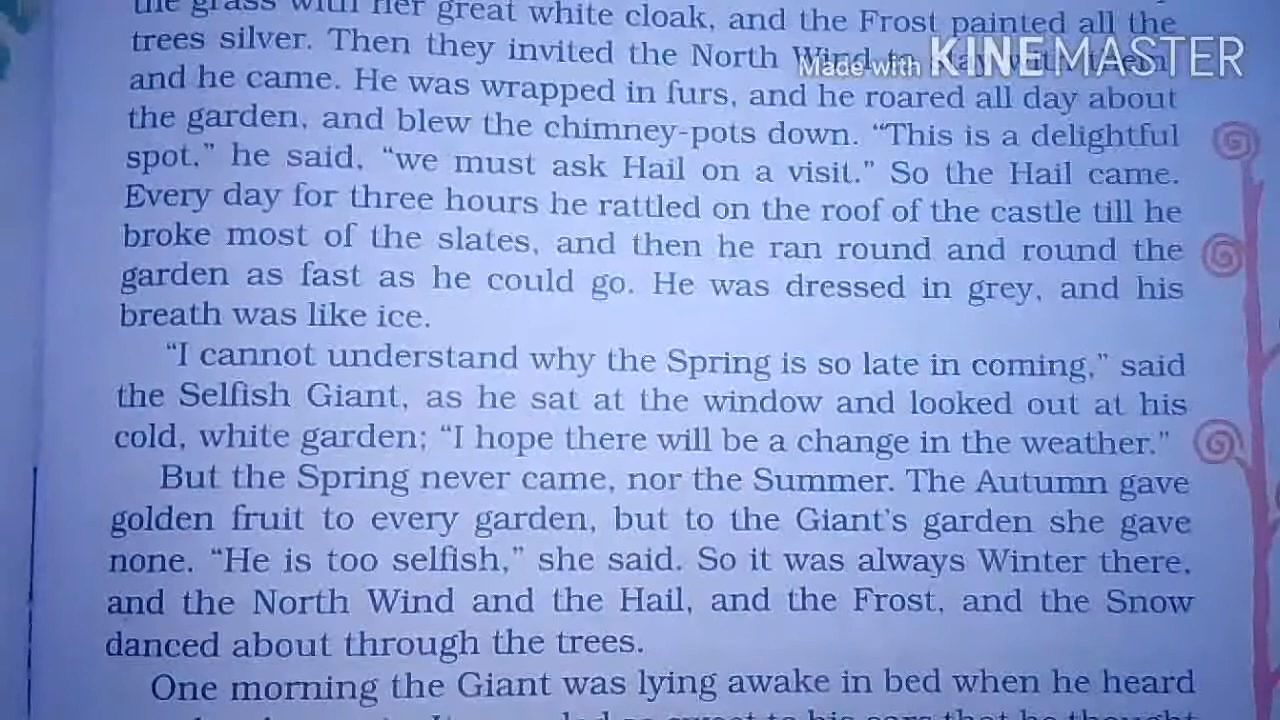 the grass with her great white cloak, and the Frost painted all the
trees silver. Then they invited the North Wind to stay with them
Made with KINEMASTER
and he came. He was wrapped in furs, and he roared all day about
the garden, and blew the chimney-pots down. “This is a delightful
spot,” he said, “we must ask Hail on a visit.” So the Hail came.
Every day for three hours he rattled on the roof of the castle till he
broke most of the slates, and then he ran round and round the
garden as fast as he could go. He was dressed in grey, and his
breath was like ice.
“I cannot understand why the Spring is so late in coming,” said
the Selfish Giant, as he sat at the window and looked out at his
cold, white garden; “I hope there will be a change in the weather.”
But the Spring never came, nor the Summer. The Autumn gave
golden fruit to every garden, but to the Giant’s garden she gave
none. “He is too selfish,” she said. So it was always Winter there,
and the North Wind and the Hail, and the Frost, and the Snow
danced about through the trees.
One morning the Giant was lying awake in bed when he heard